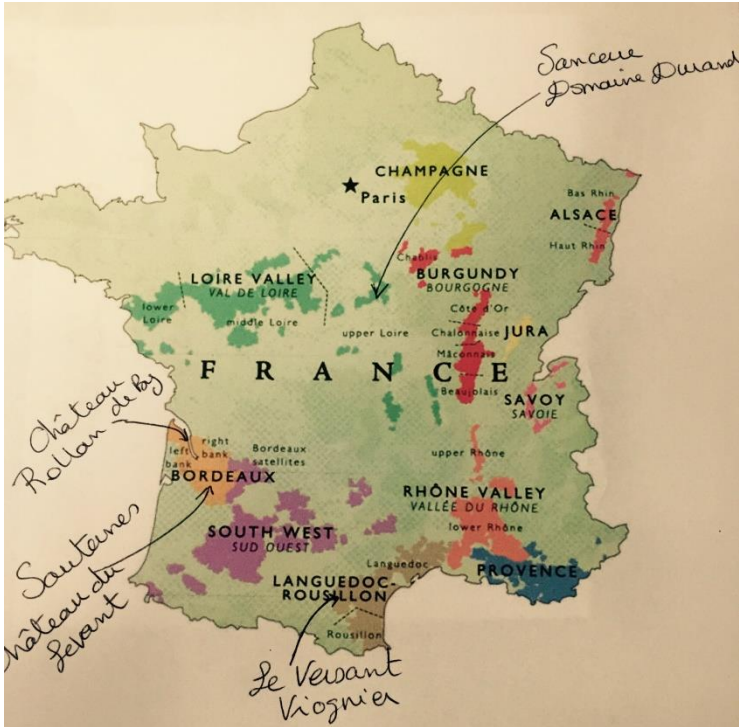 Sancerre
Domaine Durand
CHAMPAGNE
Paris
Bas Rhin
ALSACE
Haut Rhin
Chablis
BURGUNDY
BOURGOGNE
LOIRE VALLEY
VAL DE LOIRE
lower
Loire
middle Loire
upper Loire
Côte d'Or
Chalonnaise
JURA
Mâconnais
FRANCE
Beaujolais
SAVOY
SAVOIE
Château
Rollan de By
left
bank
right
bank
Bordeaux
satellites
BORDEAUX
upper Rhône
RHÔNE VALLEY
VALLÉE DU RHÔNE
lower Rhône
SOUTH WEST
SUD OUEST
Languedoc
PROVENCE
LANGUEDOC-
ROUSILLON
Rousillon
Sauternes
Château du
Levant
Le Versant
Viognier